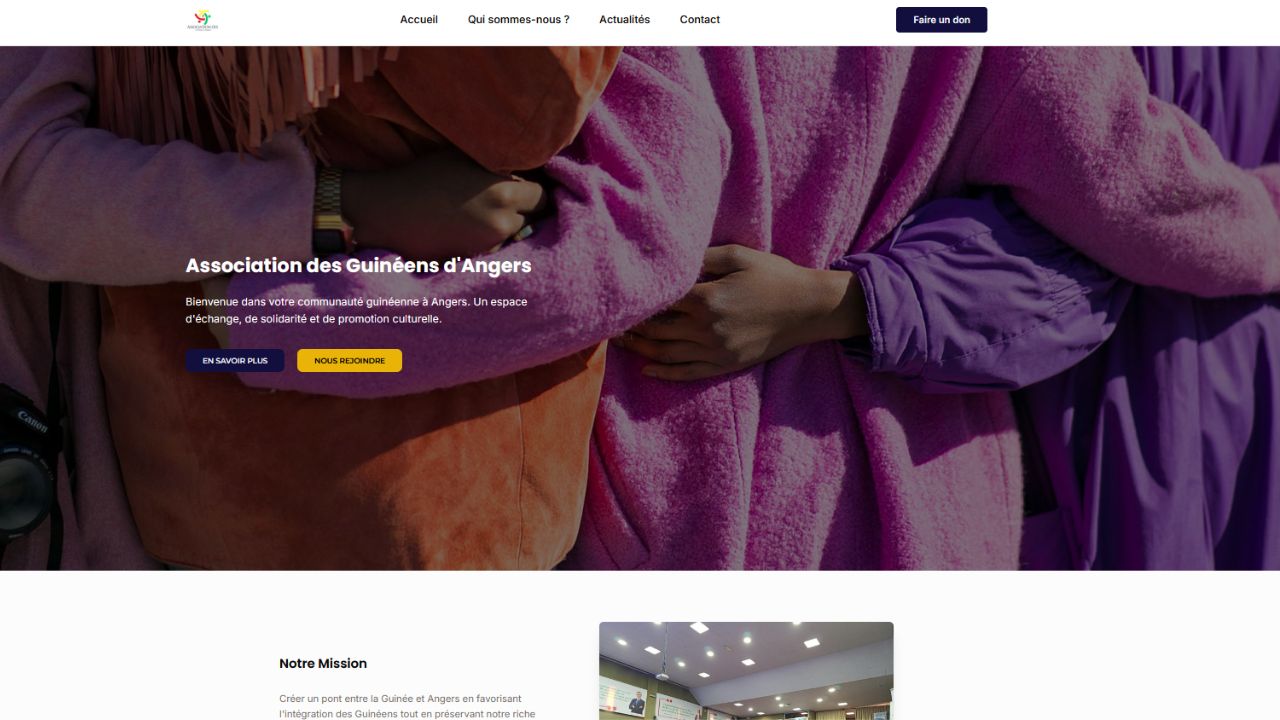 Accueil
Qui sommes-nous ?
Actualités
Contact
Faire un don
Association des Guinéens d'Angers
Bienvenue dans votre communauté guinéenne à Angers. Un espace
d'échange, de solidarité et de promotion culturelle.
EN SAVOIR PLUS
NOUS REJOINDRE
Canon
Notre Mission
Créer un pont entre la Guinée et Angers en favorisant
l'intégration des Guinéens tout en préservant notre riche